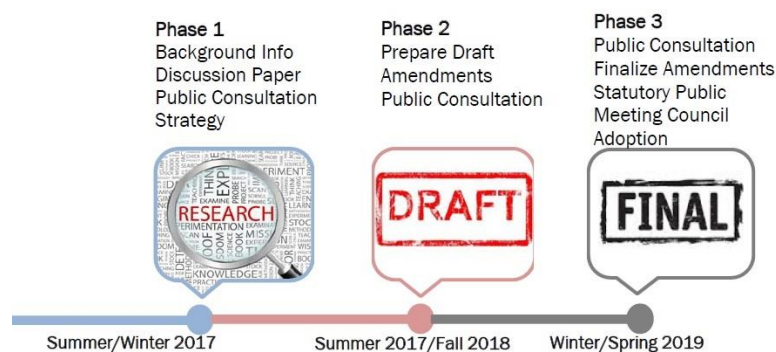 Phase 1
Background Info
Discussion Paper
Public Consultation
Strategy
Phase 2
Prepare Draft
Amendments
Public Consultation
Phase 3
Public Consultation
Finalize Amendments
Statutory Public
Meeting Council
Adoption
RESEARCH
KNOWLEDGE
DRAFT
FINAL
Summer/Winter 2017
Summer 2017/Fall 2018
Winter/Spring 2019